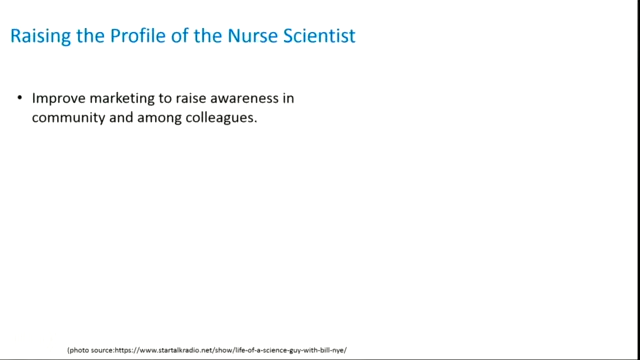 Raising the Profile of the Nurse Scientist
• Improve marketing to raise awareness in
community and among colleagues.
(photo source:https://www.startalkradio.net/show/life-of-a-science-guy-with-bill-nye/